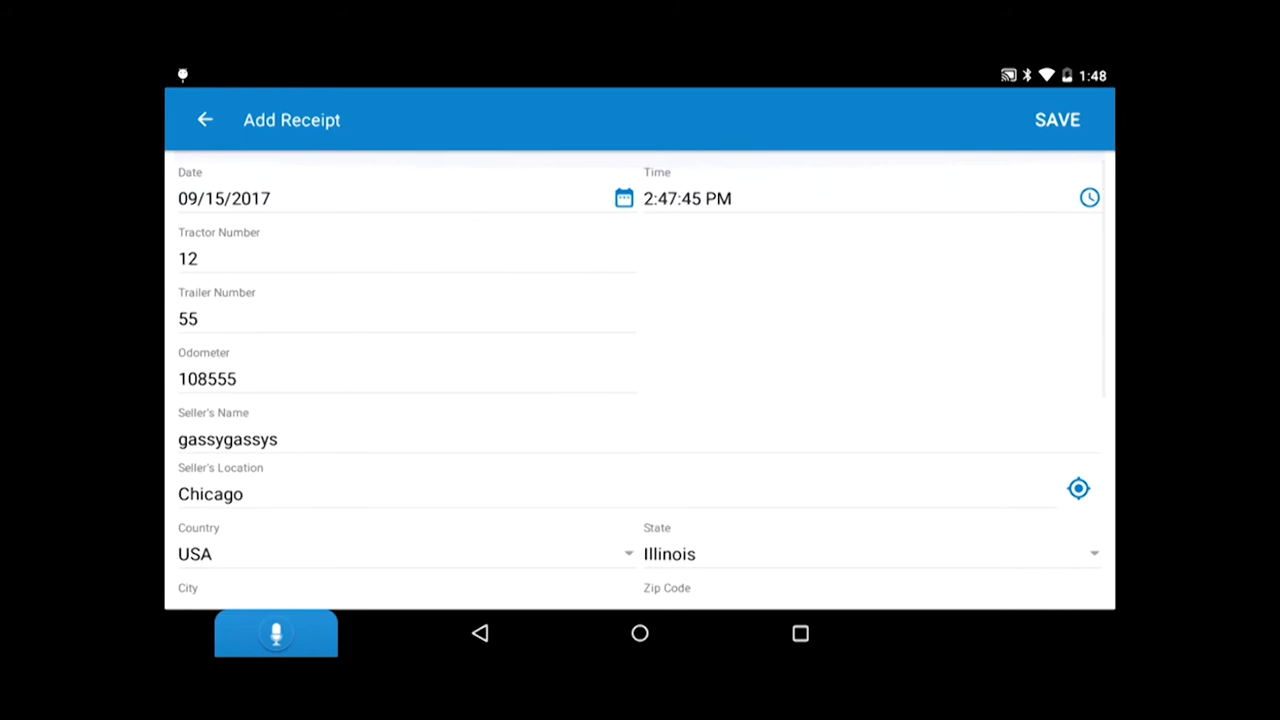 1:48
Add Receipt SAVE
Date Time
09/15/2017 2:47:45 PM
Tractor Number
12
Trailer Number
55
Odometer
108555
Seller's Name
gassygassys
Seller's Location
Chicago
Country State
USA Illinois
City Zip Code